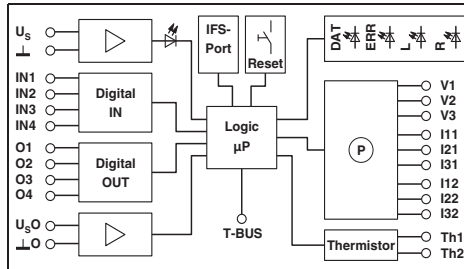 US
⊥
IN1
IN2
IN3
IN4
O1
O2
O3
O4
USO
⊥O
Digital
IN
Digital
OUT
IFS-
Port
Reset
Logic
µP
T-BUS
DAT
ERR
L
R
P
V1
V2
V3
I11
I21
I31
I12
I22
I32
Thermistor
Th1
Th2